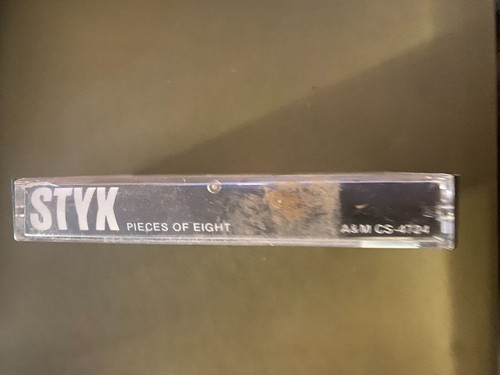 STYX PIECES OF EIGHT A&M CS-4724